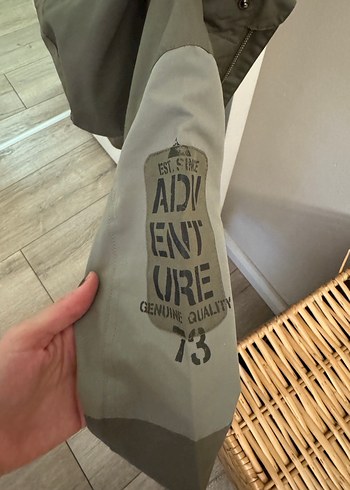 EST. SINCE
ADV
ENT
URE
GENUINE QUALITY
73